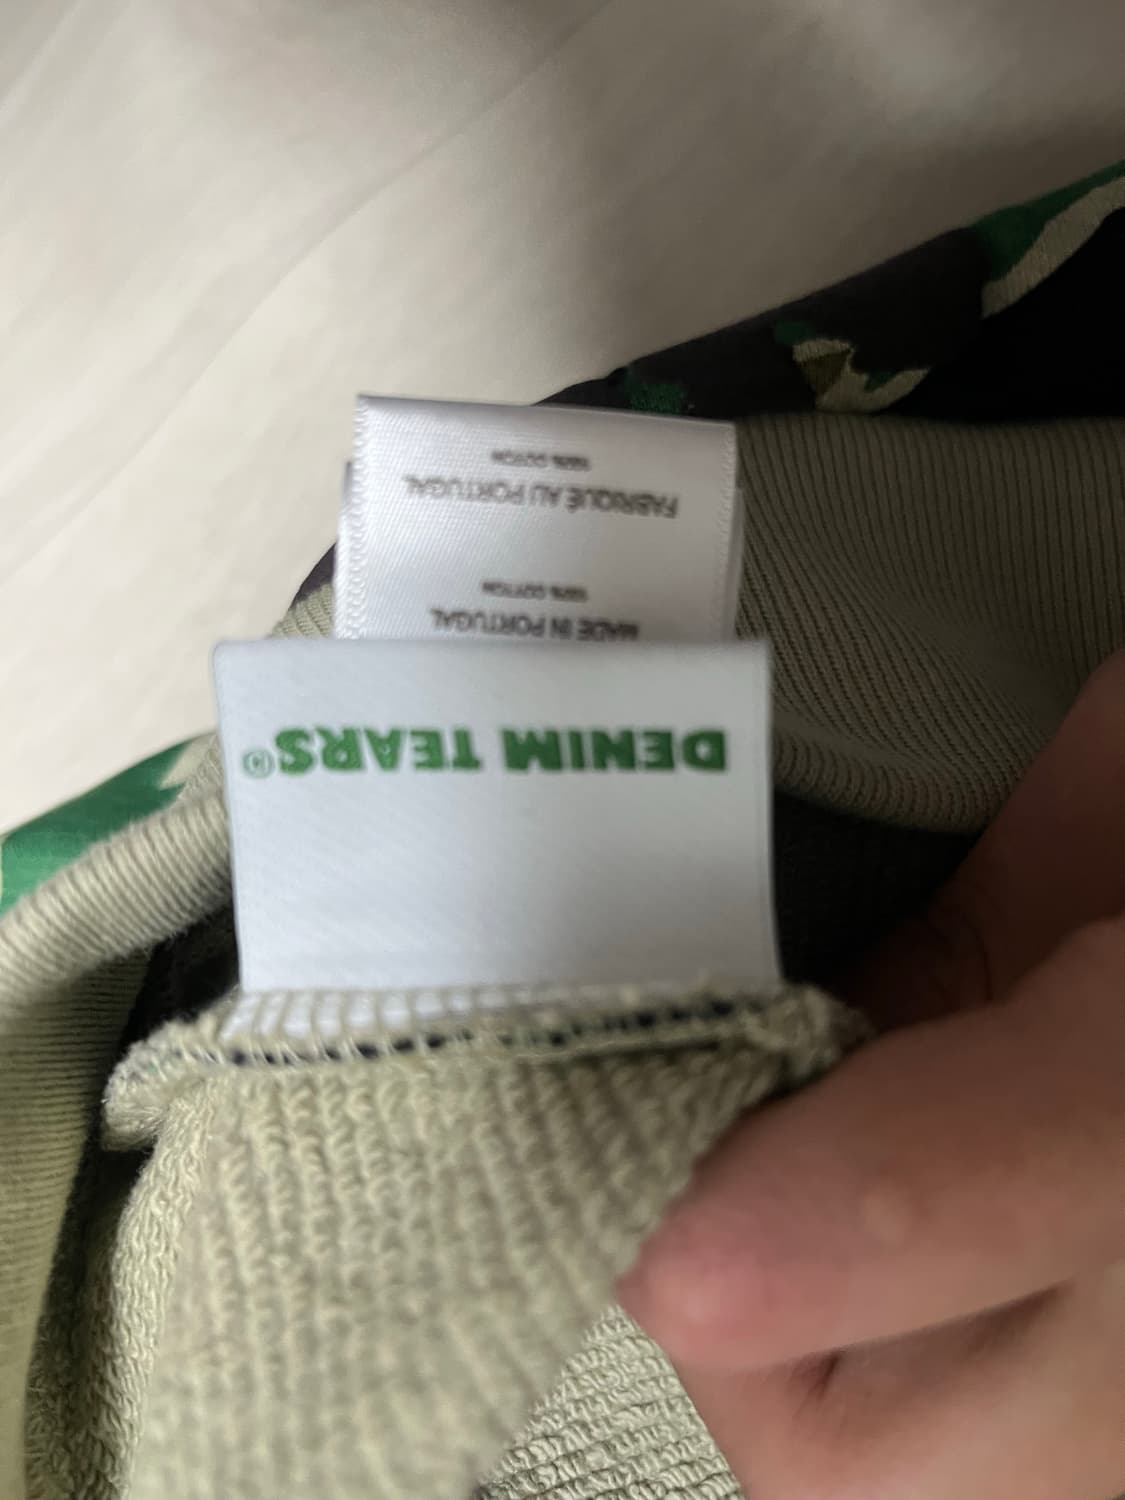 DENIM TEARS©
MADE IN PORTUGAL
100% COTTON
FABRIQUÉ AU PORTUGAL
100% COTON